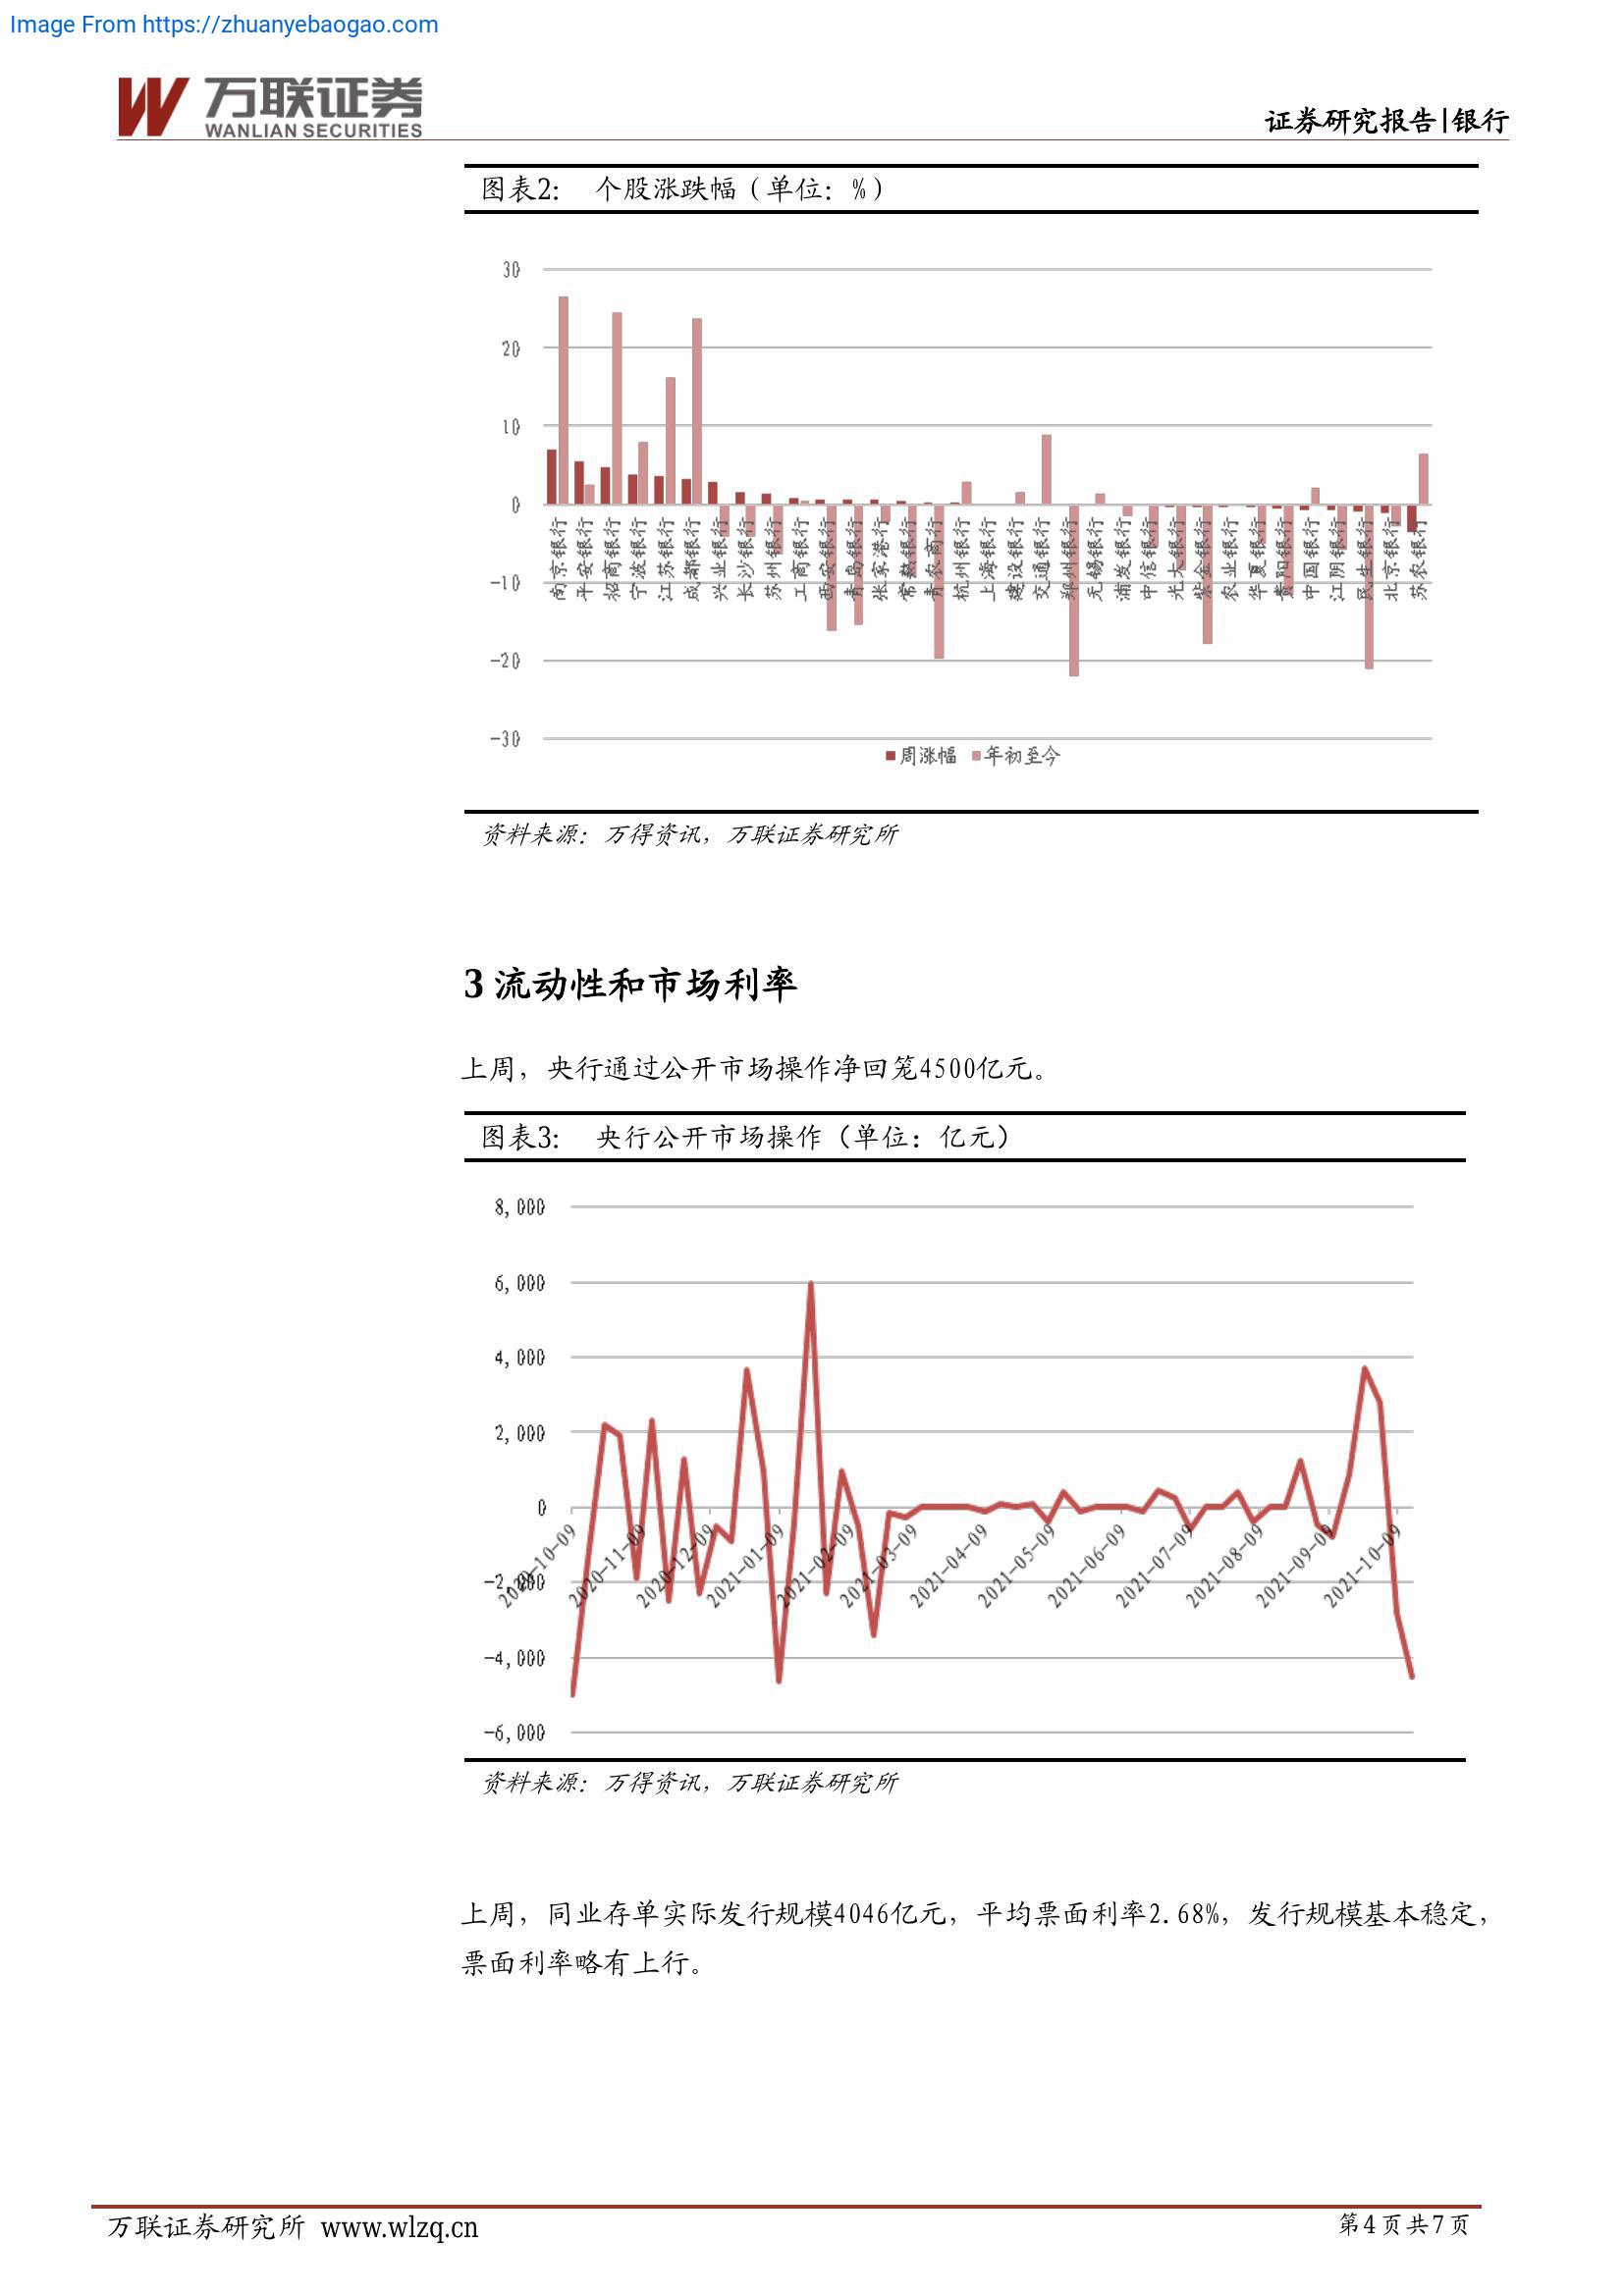 Image From https://zhuanyebaogao.com
万联证券
WANLIAN SECURITIES
证券研究报告|银行
图表2: 个股涨跌幅（单位：%）
30
20
10
0
-10
-20
-30
南京银行
平安银行
招商银行
宁波银行
江苏银行
成都银行
兴业银行
长沙银行
苏州银行
工商银行
西安银行
青岛银行
张家港行
常熟银行
青农商行
杭州银行
上海银行
建设银行
交通银行
郑州银行
无锡银行
浦发银行
中信银行
光大银行
紫金银行
农业银行
华夏银行
贵阳银行
中国银行
江阴银行
民生银行
北京银行
苏农银行
周涨幅 年初至今
资料来源：万得资讯，万联证券研究所
3 流动性和市场利率
上周，央行通过公开市场操作净回笼4500亿元。
图表3: 央行公开市场操作（单位：亿元）
8,000
6,000
4,000
2,000
0
-2,000
-4,000
-6,000
2020-10-09
2020-11-09
2020-12-09
2021-01-09
2021-02-09
2021-03-09
2021-04-09
2021-05-09
2021-06-09
2021-07-09
2021-08-09
2021-09-09
2021-10-09
资料来源：万得资讯，万联证券研究所
上周，同业存单实际发行规模4046亿元，平均票面利率2.68%，发行规模基本稳定，
票面利率略有上行。
万联证券研究所 www.wlzq.cn
第4页共7页